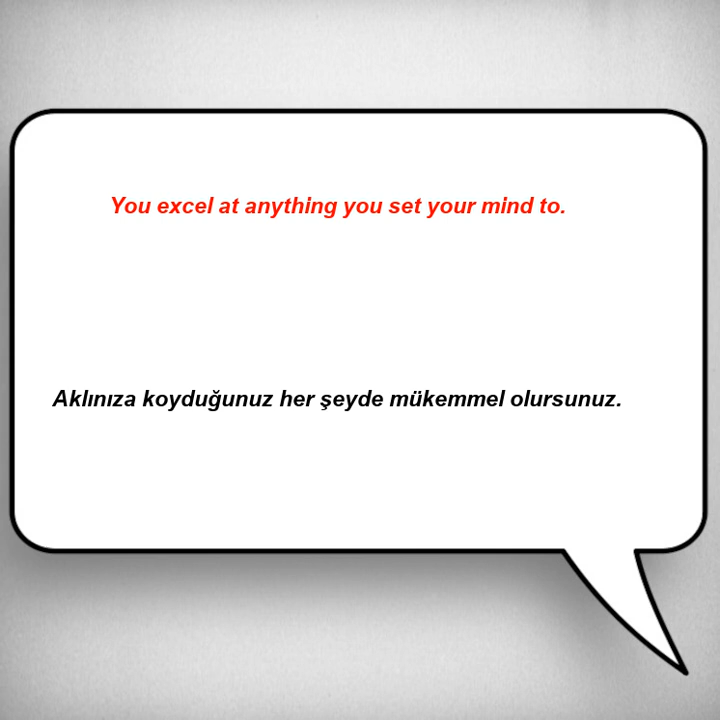 You excel at anything you set your mind to.
Aklınıza koyduğunuz her şeyde mükemmel olursunuz.